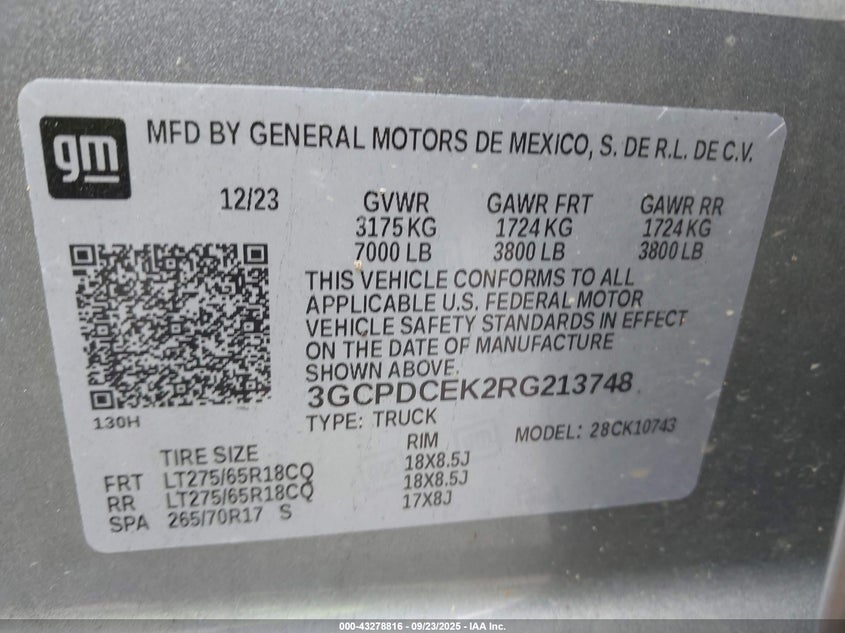 gm
MFD BY GENERAL MOTORS DE MEXICO, S. DE R.L. DE C.V.
12/23 GVWR GAWR FRT GAWR RR
3175 KG 1724 KG 1724 KG
7000 LB 3800 LB 3800 LB
THIS VEHICLE CONFORMS TO ALL
APPLICABLE U.S. FEDERAL MOTOR
VEHICLE SAFETY STANDARDS IN EFFECT
ON THE DATE OF MANUFACTURE
SHOWN ABOVE.
3GCPDCEK2RG213748
130H TYPE: TRUCK MODEL: 28CK10743
TIRE SIZE RIM
FRT LT275/65R18CQ 18X8.5J
RR LT275/65R18CQ 18X8.5J
SPA 265/70R17 S 17X8J
000-43278816 - 09/23/2025 - IAA Inc.